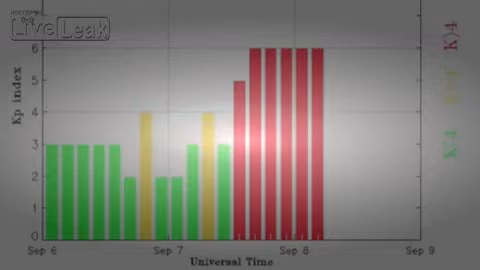 LiveLeak
Kp index
6
5
4
3
2
1
0
Sep 6
Sep 7
Sep 8
Sep 9
Universal Time
K>4
K<4